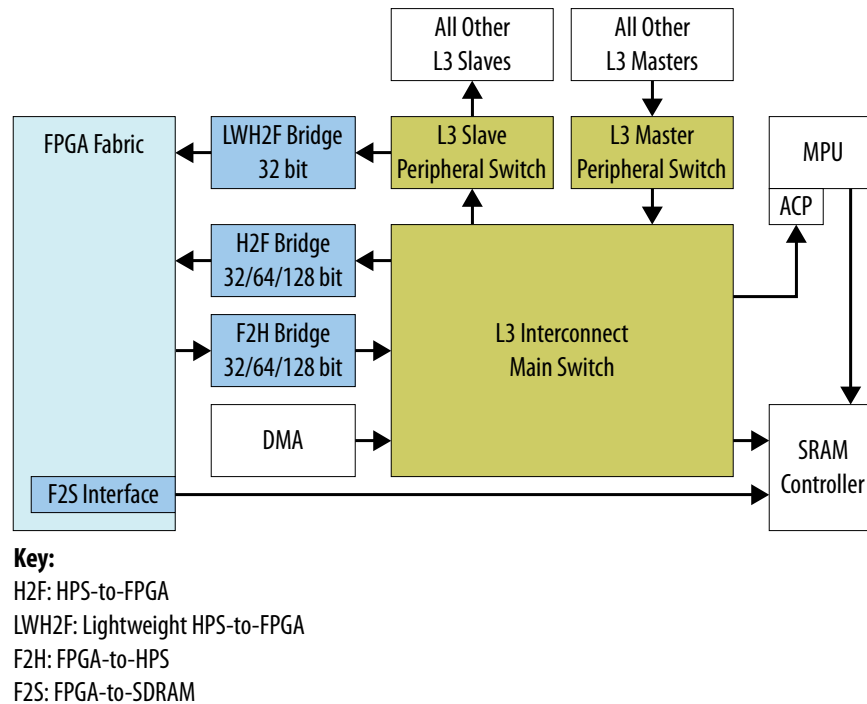 All Other
L3 Slaves
All Other
L3 Masters
FPGA Fabric
LWH2F Bridge
32 bit
L3 Slave
Peripheral Switch
L3 Master
Peripheral Switch
MPU
ACP
H2F Bridge
32/64/128 bit
F2H Bridge
32/64/128 bit
L3 Interconnect
Main Switch
DMA
SRAM
Controller
F2S Interface
Key:
H2F: HPS-to-FPGA
LWH2F: Lightweight HPS-to-FPGA
F2H: FPGA-to-HPS
F2S: FPGA-to-SDRAM